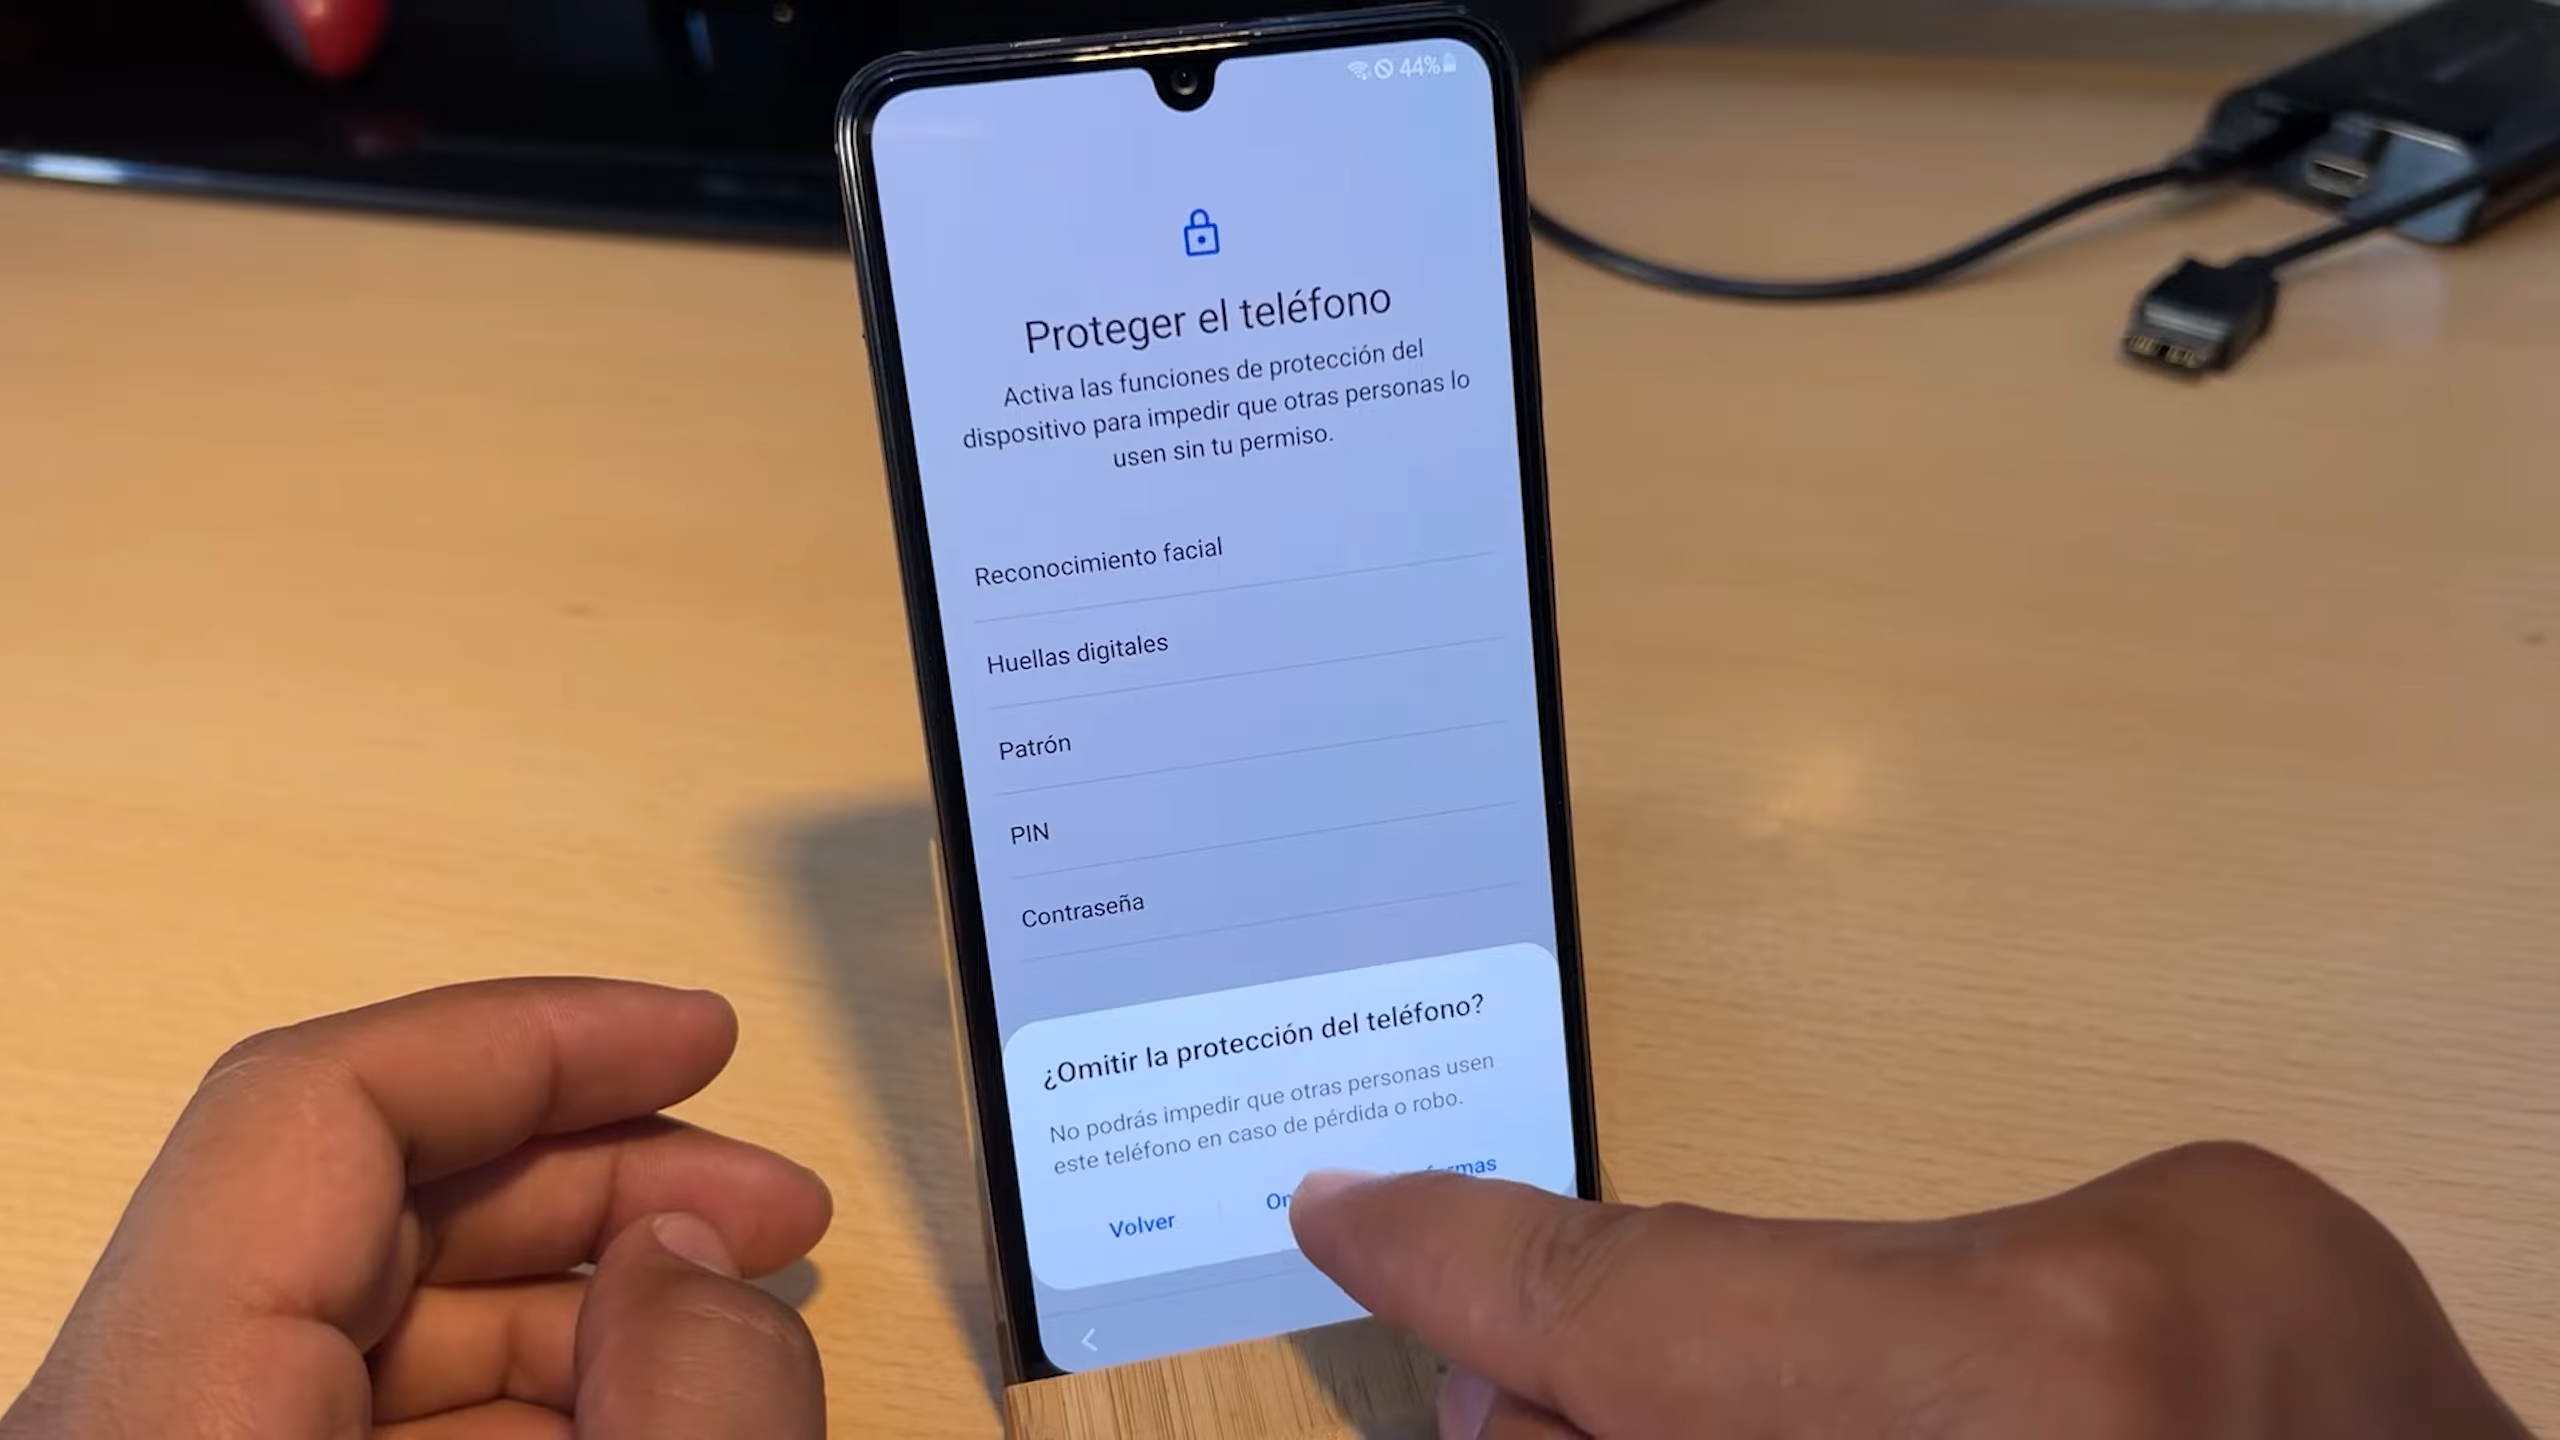 44%
Proteger el teléfono
Activa las funciones de protección del
dispositivo para impedir que otras personas lo
usen sin tu permiso.
Reconocimiento facial
Huellas digitales
Patrón
PIN
Contraseña
¿Omitir la protección del teléfono?
No podrás impedir que otras personas usen
este teléfono en caso de pérdida o robo.
Volver